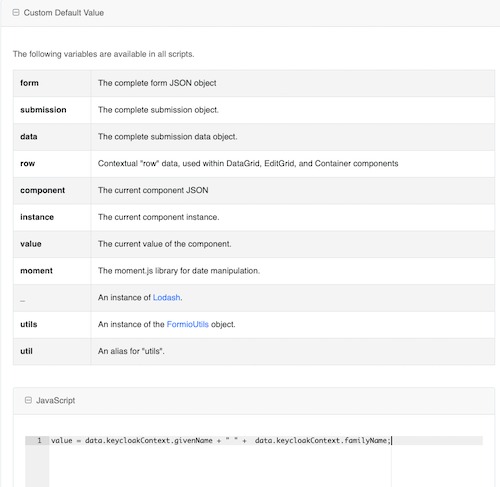 Custom Default Value
The following variables are available in all scripts.
form The complete form JSON object
submission The complete submission object.
data The complete submission data object.
row Contextual "row" data, used within DataGrid, EditGrid, and Container components
component The current component JSON
instance The current component instance.
value The current value of the component.
moment The moment.js library for date manipulation.
_ An instance of Lodash.
utils An instance of the FormioUtils object.
util An alias for "utils".
JavaScript
1 value = data.keycloakContext.givenName + " " +  data.keycloakContext.familyName;